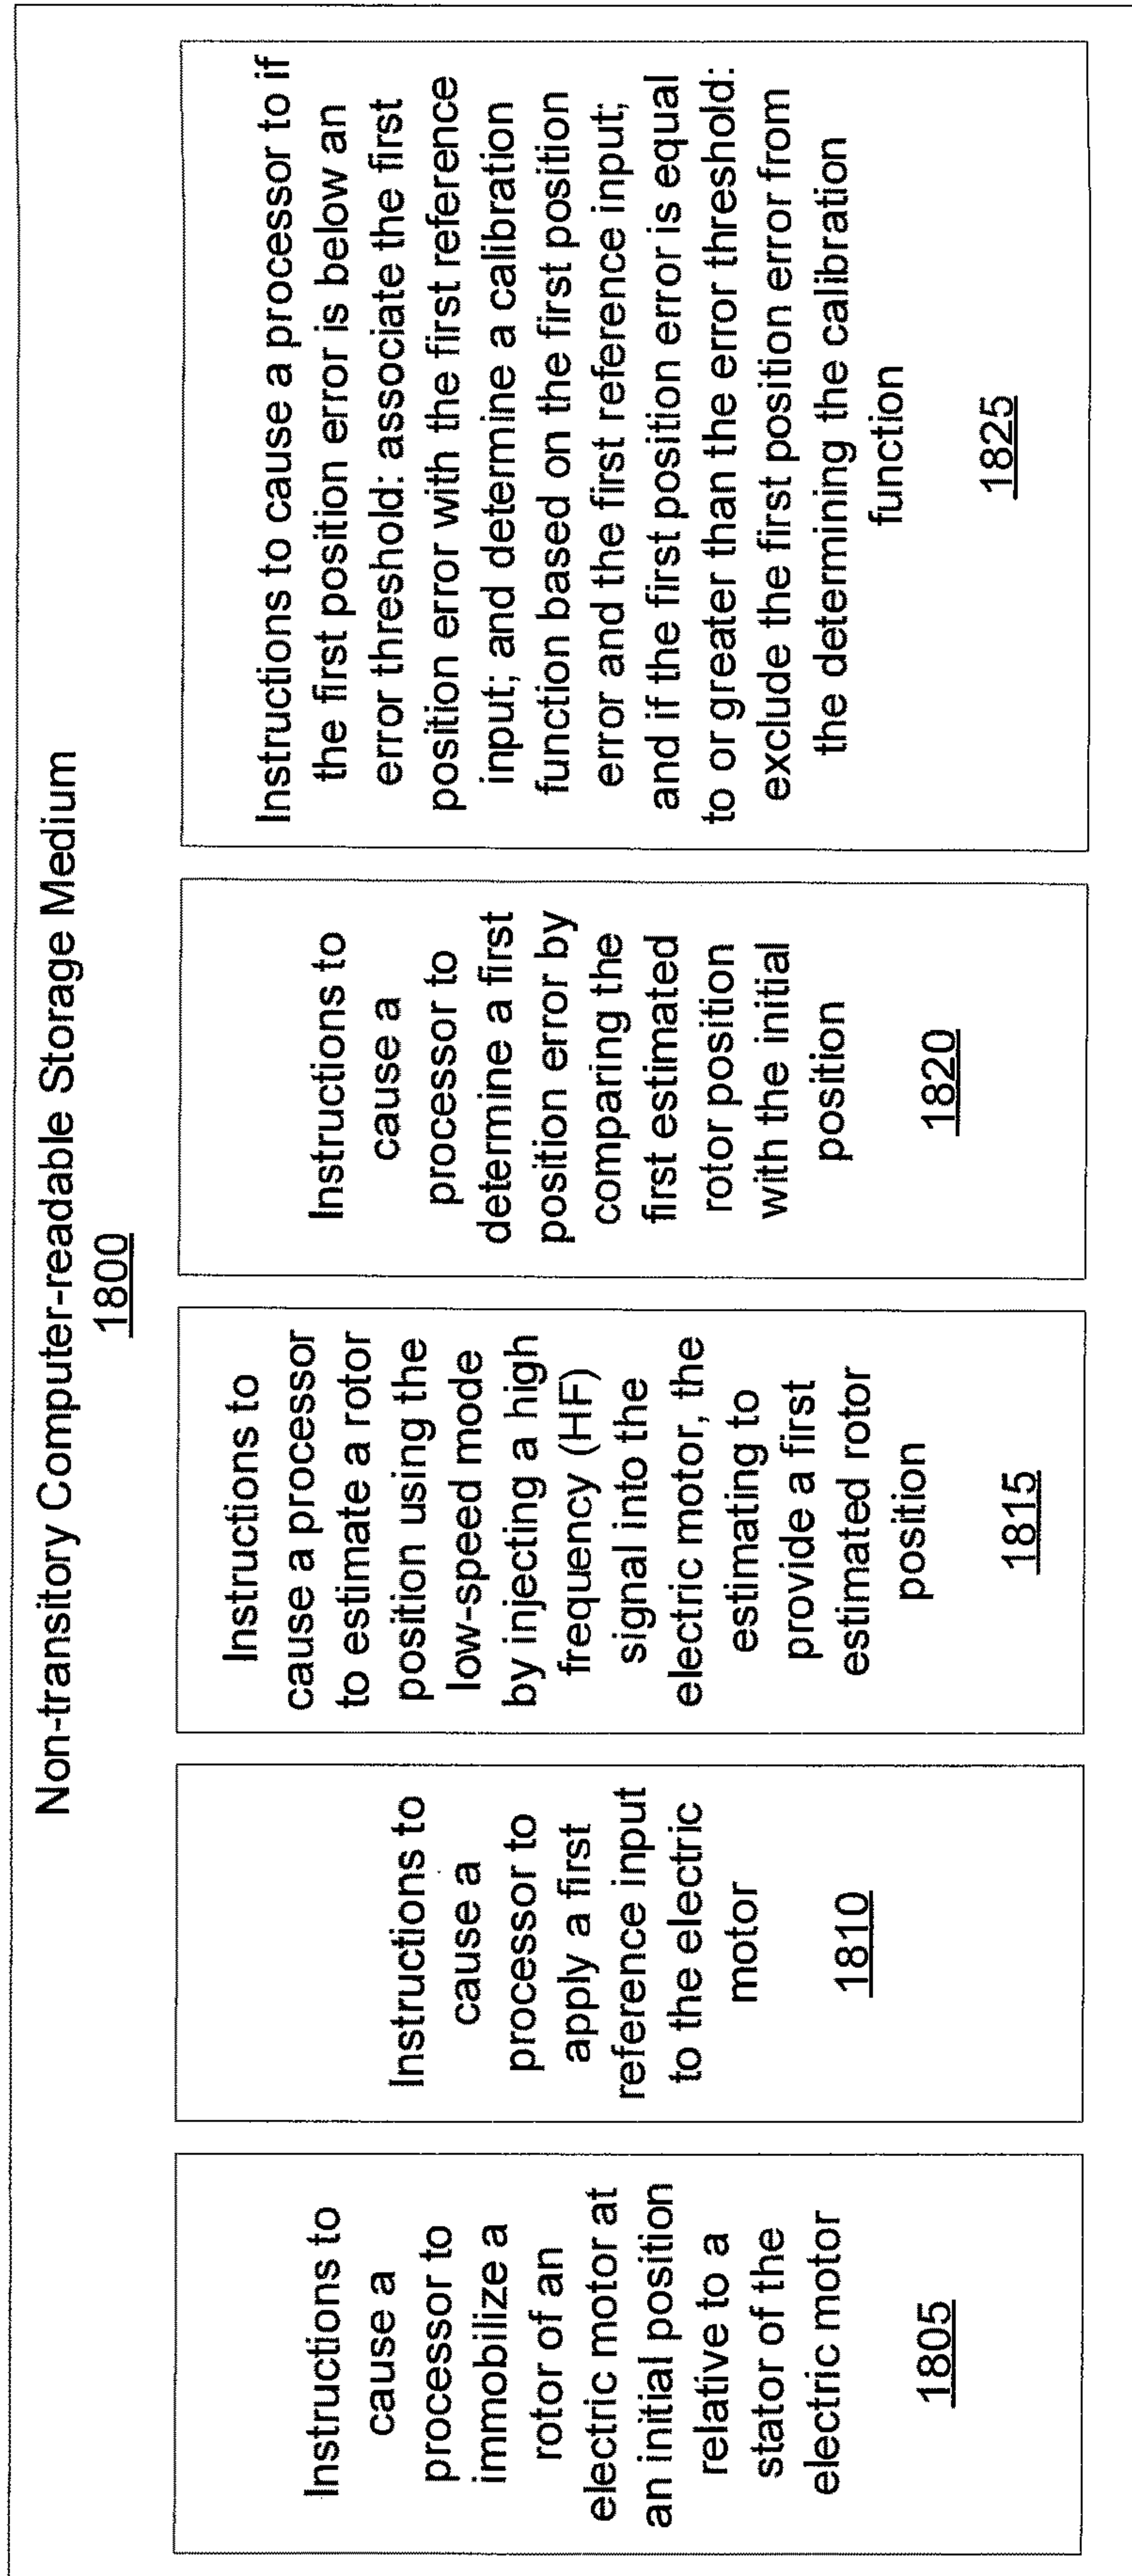 Non-transitory Computer-readable Storage Medium
1800
Instructions to
cause a
processor to
immobilize a
rotor of an
electric motor at
an initial position
relative to a
stator of the
electric motor
1805
Instructions to
cause a
processor to
apply a first
reference input
to the electric
motor
1810
Instructions to
cause a processor
to estimate a rotor
position using the
low-speed mode
by injecting a high
frequency (HF)
signal into the
electric motor, the
estimating to
provide a first
estimated rotor
position
1815
Instructions to
cause a
processor to
determine a first
position error by
comparing the
first estimated
rotor position
with the initial
position
1820
Instructions to cause a processor to if
the first position error is below an
error threshold: associate the first
position error with the first reference
input; and determine a calibration
function based on the first position
error and the first reference input;
and if the first position error is equal
to or greater than the error threshold:
exclude the first position error from
the determining the calibration
function
1825